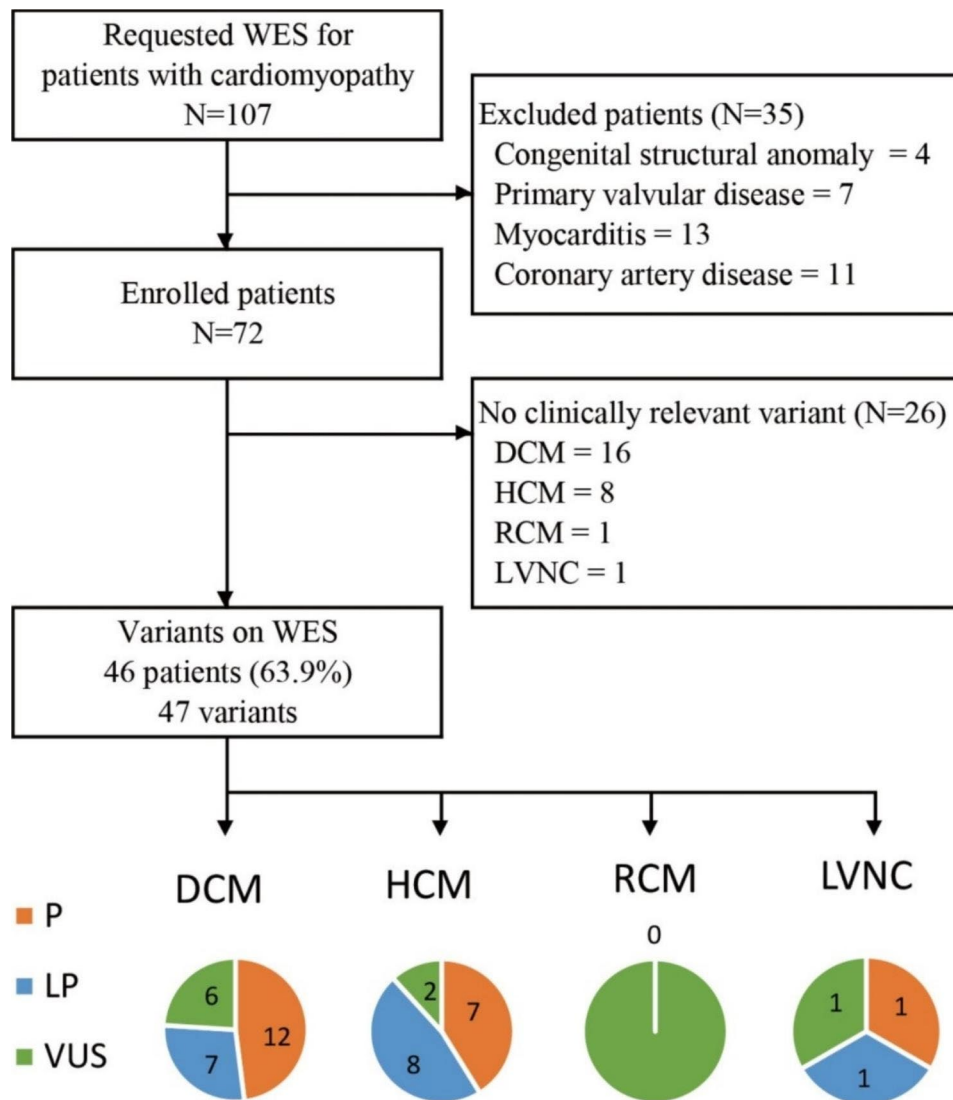 Requested WES for
patients with cardiomyopathy
N=107
Excluded patients (N=35)
Congenital structural anomaly = 4
Primary valvular disease = 7
Myocarditis = 13
Coronary artery disease = 11
Enrolled patients
N=72
No clinically relevant variant (N=26)
DCM = 16
HCM = 8
RCM = 1
LVNC = 1
Variants on WES
46 patients (63.9%)
47 variants
DCM
HCM
RCM
LVNC
P
LP
VUS
6
12
7
2
7
8
0
1
1
1